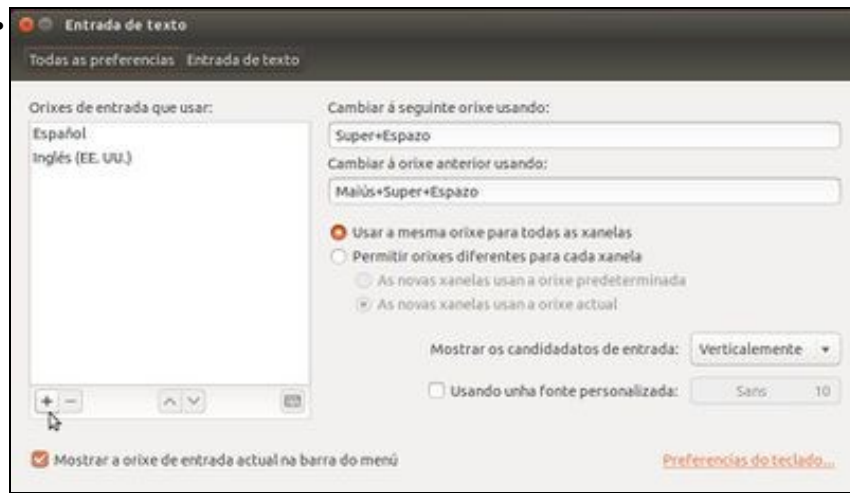 Entrada de texto
Todas as preferencias Entrada de texto
Orixes de entrada que usar:
Español
Inglés (EE. UU.)
Cambiar á seguinte orixe usando:
Super+Espazo
Cambiar á orixe anterior usando:
Maiús+Super+Espazo
Usar a mesma orixe para todas as xanelas
Permitir orixes diferentes para cada xanela
As novas xanelas usan a orixe predeterminada
As novas xanelas usan a orixe actual
Mostrar os candidadatos de entrada: Verticalemente
Usando unha fonte personalizada: Sans 10
Mostrar a orixe de entrada actual na barra do menú
Preferencias do teclado...